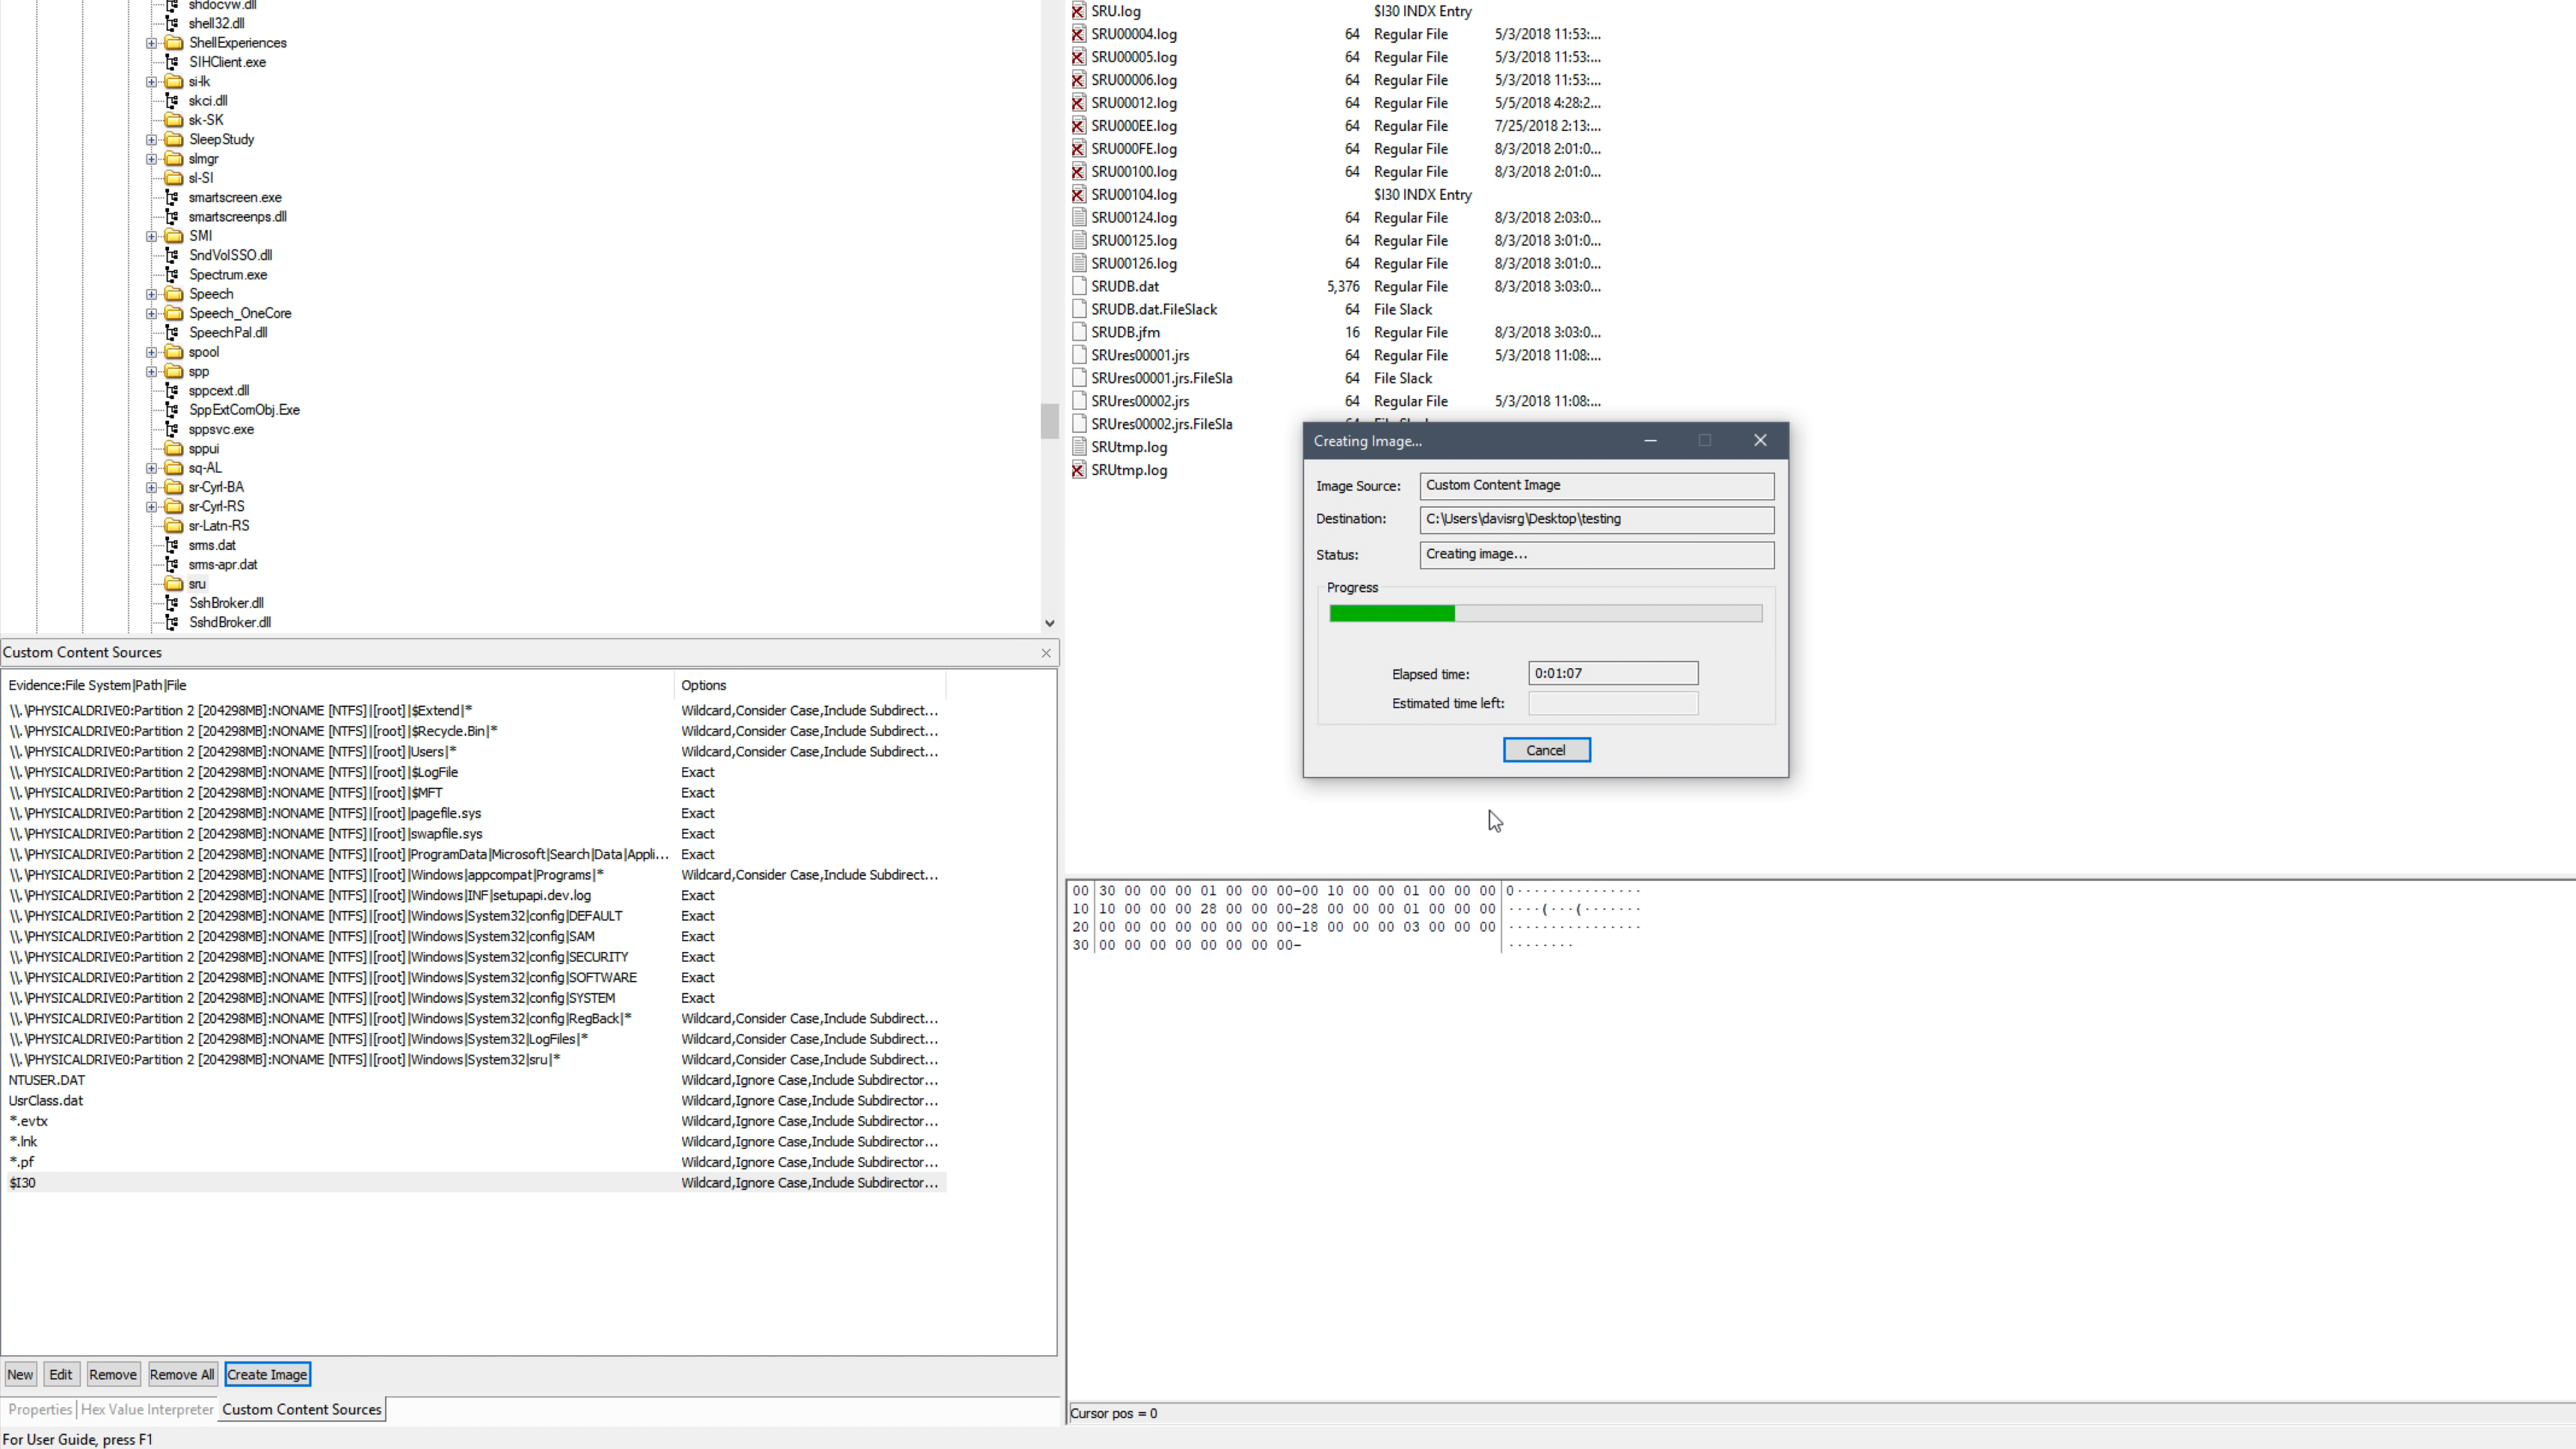 shdocvw.dll
shell32.dll
ShellExperiences
SIHClient.exe
si-lk
skci.dll
sk-SK
SleepStudy
slmgr
sl-SI
smartscreen.exe
smartscreenps.dll
SMI
SndVolSSO.dll
Spectrum.exe
Speech
Speech_OneCore
SpeechPal.dll
spool
spp
sppcext.dll
SppExtComObj.Exe
sppsvc.exe
sppui
sq-AL
sr-Cyrl-BA
sr-Cyrl-RS
sr-Latn-RS
srms.dat
srms-apr.dat
sru
SshBroker.dll
SshdBroker.dll
SRU.log $I30 INDX Entry
SRU00004.log 64 Regular File 5/3/2018 11:53:...
SRU00005.log 64 Regular File 5/3/2018 11:53:...
SRU00006.log 64 Regular File 5/3/2018 11:53:...
SRU00012.log 64 Regular File 5/5/2018 4:28:2...
SRU000EE.log 64 Regular File 7/25/2018 2:13:...
SRU000FE.log 64 Regular File 8/3/2018 2:01:0...
SRU00100.log 64 Regular File 8/3/2018 2:01:0...
SRU00104.log $I30 INDX Entry
SRU00124.log 64 Regular File 8/3/2018 2:03:0...
SRU00125.log 64 Regular File 8/3/2018 3:01:0...
SRU00126.log 64 Regular File 8/3/2018 3:01:0...
SRUDB.dat 5,376 Regular File 8/3/2018 3:03:0...
SRUDB.dat.FileSlack 64 File Slack
SRUDB.jfm 16 Regular File 8/3/2018 3:03:0...
SRUres00001.jrs 64 Regular File 5/3/2018 11:08:...
SRUres00001.jrs.FileSla 64 File Slack
SRUres00002.jrs 64 Regular File 5/3/2018 11:08:...
SRUres00002.jrs.FileSla
SRUtmp.log
SRUtmp.log
Creating Image...
Image Source: Custom Content Image
Destination: C:\Users\davisrg\Desktop\testing
Status: Creating image...
Progress
Elapsed time: 0:01:07
Estimated time left:
Cancel
Custom Content Sources
Evidence:File System|Path|File Options
\\.\PHYSICALDRIVE0:Partition 2 [204298MB]:NONAME [NTFS]|[root]|$Extend|* Wildcard,Consider Case,Include Subdirect...
\\.\PHYSICALDRIVE0:Partition 2 [204298MB]:NONAME [NTFS]|[root]|$Recycle.Bin|* Wildcard,Consider Case,Include Subdirect...
\\.\PHYSICALDRIVE0:Partition 2 [204298MB]:NONAME [NTFS]|[root]|Users|* Wildcard,Consider Case,Include Subdirect...
\\.\PHYSICALDRIVE0:Partition 2 [204298MB]:NONAME [NTFS]|[root]|$LogFile Exact
\\.\PHYSICALDRIVE0:Partition 2 [204298MB]:NONAME [NTFS]|[root]|$MFT Exact
\\.\PHYSICALDRIVE0:Partition 2 [204298MB]:NONAME [NTFS]|[root]|pagefile.sys Exact
\\.\PHYSICALDRIVE0:Partition 2 [204298MB]:NONAME [NTFS]|[root]|swapfile.sys Exact
\\.\PHYSICALDRIVE0:Partition 2 [204298MB]:NONAME [NTFS]|[root]|ProgramData|Microsoft|Search|Data|Appli... Exact
\\.\PHYSICALDRIVE0:Partition 2 [204298MB]:NONAME [NTFS]|[root]|Windows|appcompat|Programs|* Wildcard,Consider Case,Include Subdirect...
\\.\PHYSICALDRIVE0:Partition 2 [204298MB]:NONAME [NTFS]|[root]|Windows|INF|setupapi.dev.log Exact
\\.\PHYSICALDRIVE0:Partition 2 [204298MB]:NONAME [NTFS]|[root]|Windows|System32|config|DEFAULT Exact
\\.\PHYSICALDRIVE0:Partition 2 [204298MB]:NONAME [NTFS]|[root]|Windows|System32|config|SAM Exact
\\.\PHYSICALDRIVE0:Partition 2 [204298MB]:NONAME [NTFS]|[root]|Windows|System32|config|SECURITY Exact
\\.\PHYSICALDRIVE0:Partition 2 [204298MB]:NONAME [NTFS]|[root]|Windows|System32|config|SOFTWARE Exact
\\.\PHYSICALDRIVE0:Partition 2 [204298MB]:NONAME [NTFS]|[root]|Windows|System32|config|SYSTEM Exact
\\.\PHYSICALDRIVE0:Partition 2 [204298MB]:NONAME [NTFS]|[root]|Windows|System32|config|RegBack|* Wildcard,Consider Case,Include Subdirect...
\\.\PHYSICALDRIVE0:Partition 2 [204298MB]:NONAME [NTFS]|[root]|Windows|System32|LogFiles|* Wildcard,Consider Case,Include Subdirect...
\\.\PHYSICALDRIVE0:Partition 2 [204298MB]:NONAME [NTFS]|[root]|Windows|System32|sru|* Wildcard,Consider Case,Include Subdirect...
NTUSER.DAT Wildcard,Ignore Case,Include Subdirector...
UsrClass.dat Wildcard,Ignore Case,Include Subdirector...
*.evtx Wildcard,Ignore Case,Include Subdirector...
*.lnk Wildcard,Ignore Case,Include Subdirector...
*.pf Wildcard,Ignore Case,Include Subdirector...
$I30 Wildcard,Ignore Case,Include Subdirector...
New Edit Remove Remove All Create Image
Properties Hex Value Interpreter Custom Content Sources
For User Guide, press F1
00 30 00 00 00 01 00 00 00-00 10 00 00 01 00 00 00 0···············
10 10 00 00 00 28 00 00 00-28 00 00 00 01 00 00 00 ····(···(·······
20 00 00 00 00 00 00 00 00-18 00 00 00 03 00 00 00 ················
30 00 00 00 00 00 00 00 00- ········
Cursor pos = 0